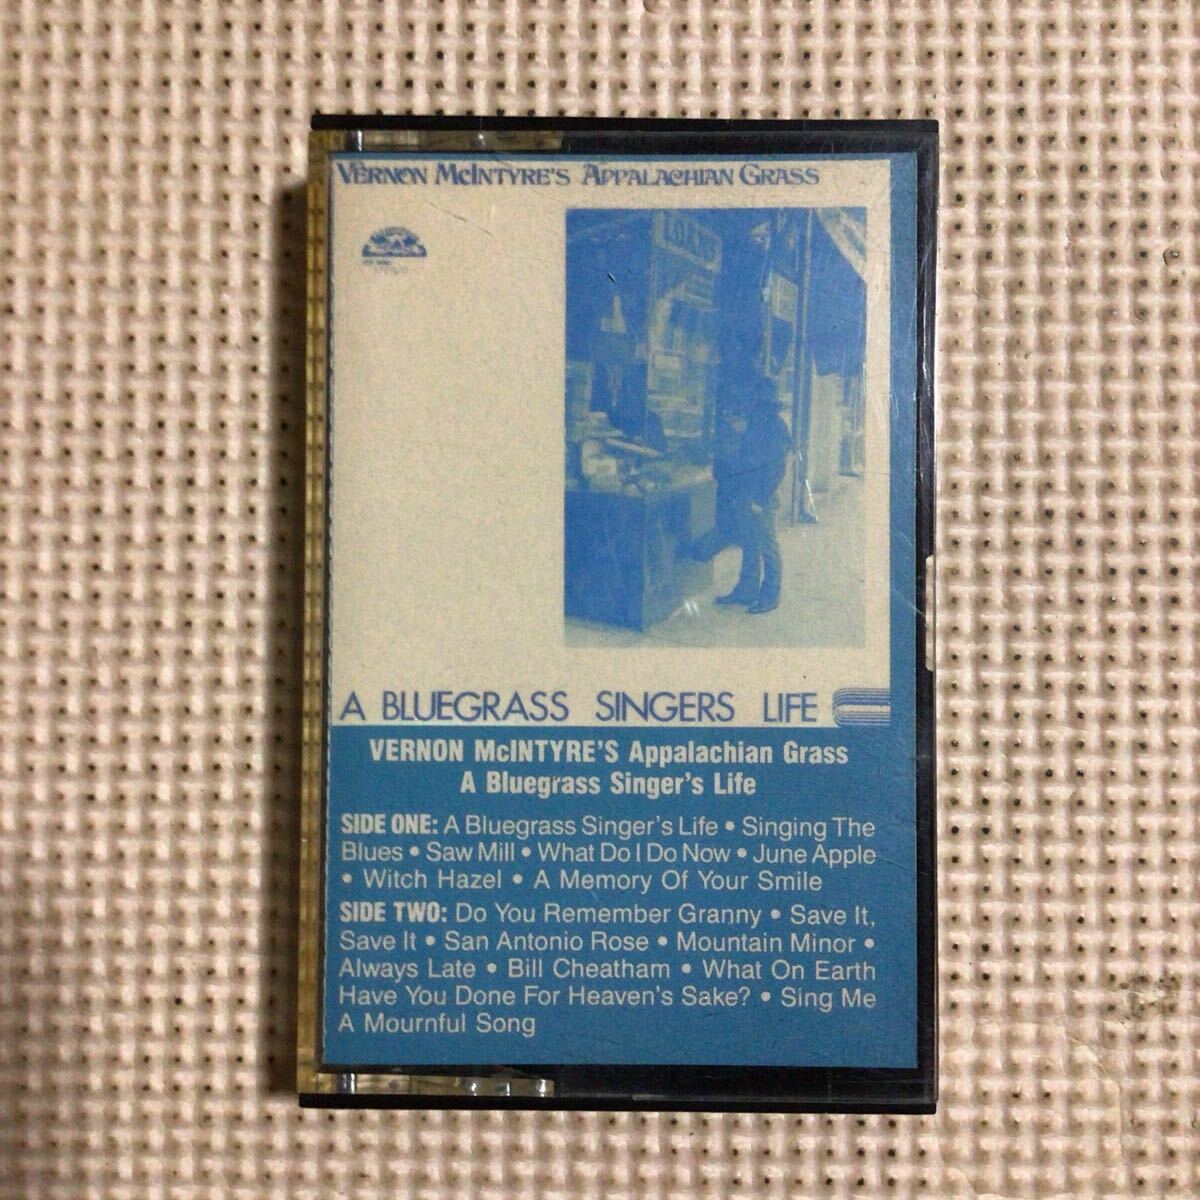 VERNON McINTYRE'S APPALACHIAN GRASS
LOANS
A BLUEGRASS SINGERS LIFE
VERNON McINTYRE'S Appalachian Grass
A Bluegrass Singer's Life
SIDE ONE: A Bluegrass Singer's Life • Singing The
Blues • Saw Mill • What Do I Do Now • June Apple
• Witch Hazel • A Memory Of Your Smile
SIDE TWO: Do You Remember Granny • Save It,
Save It • San Antonio Rose • Mountain Minor •
Always Late • Bill Cheatham • What On Earth
Have You Done For Heaven's Sake? • Sing Me
A Mournful Song